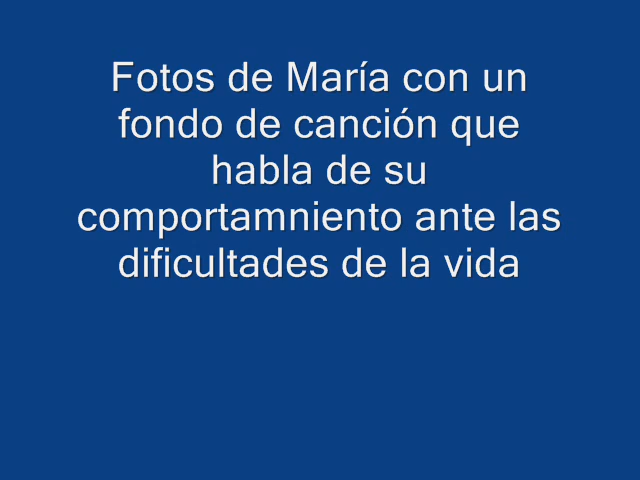 Fotos de María con un
fondo de canción que
habla de su
comportamniento ante las
dificultades de la vida